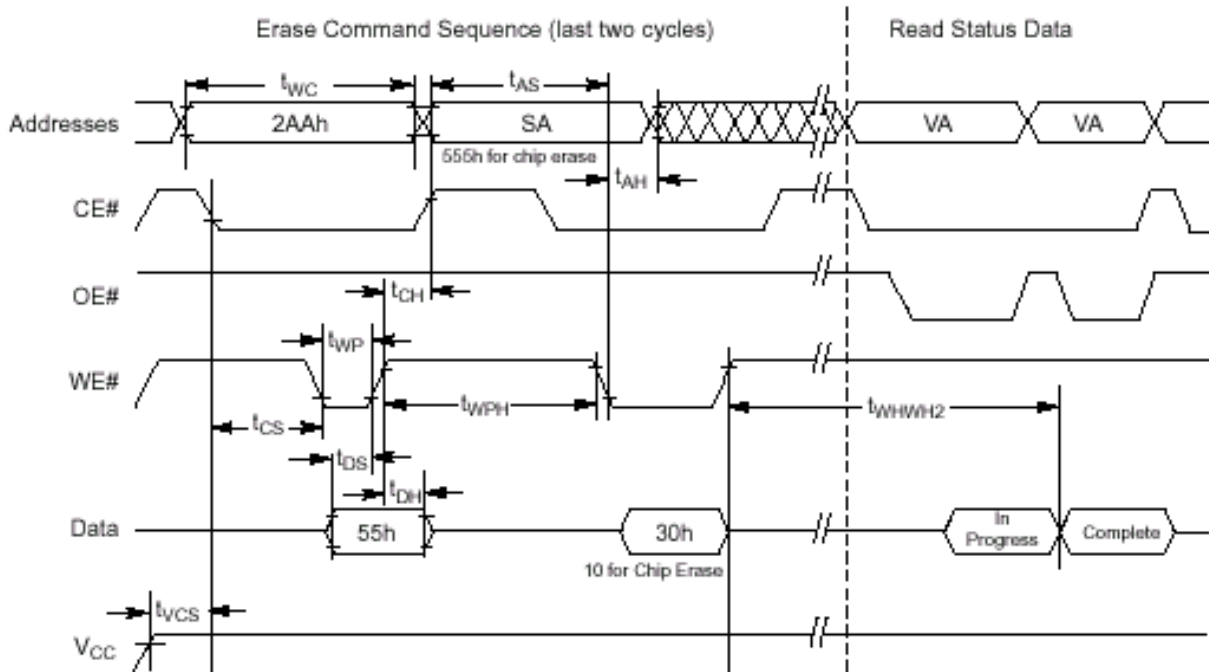 Erase Command Sequence (last two cycles)
Read Status Data
tWC
tAS
Addresses
2AAh
SA
VA
VA
555h for chip erase
tAH
CE#
OE#
tCH
tWP
WE#
tWPH
tWHWH2
tCS
tDS
tDH
Data
55h
30h
In
Progress
Complete
10 for Chip Erase
tVCS
VCC